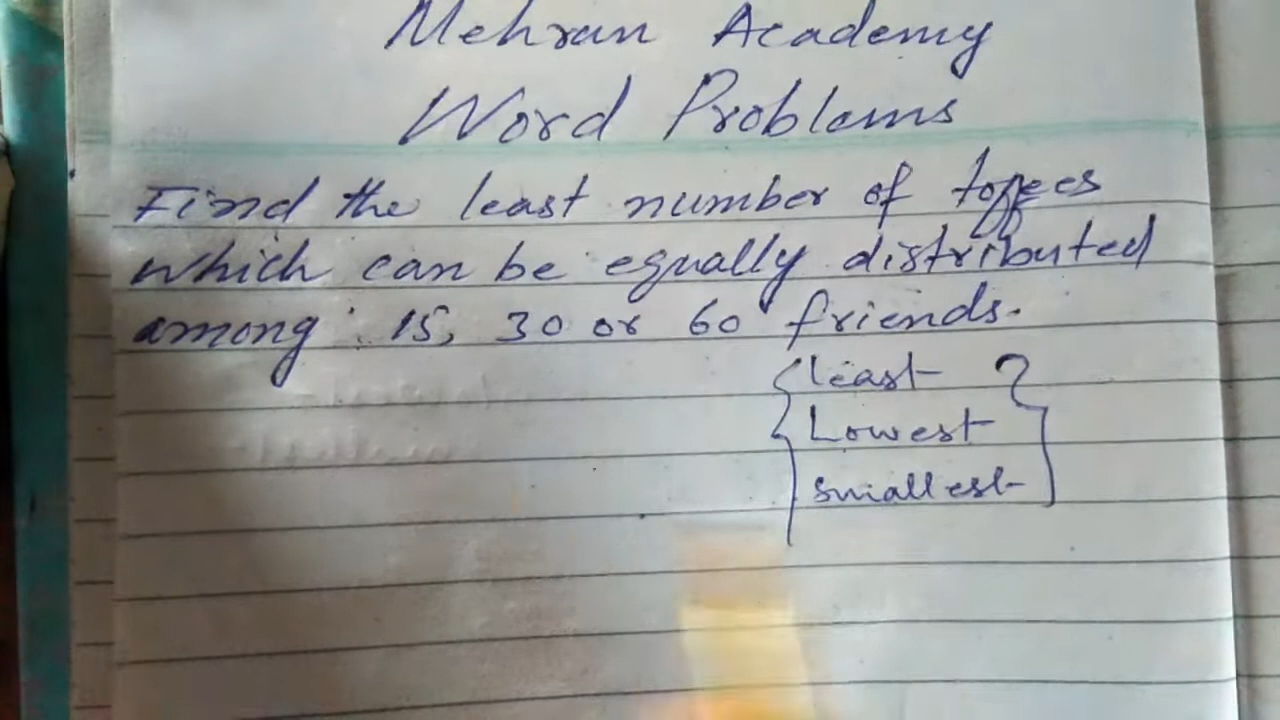 Mehran Academy
Word Problems
Find the least number of toffees
which can be equally distributed
among 15, 30 or 60 friends.
least
Lowest
smallest